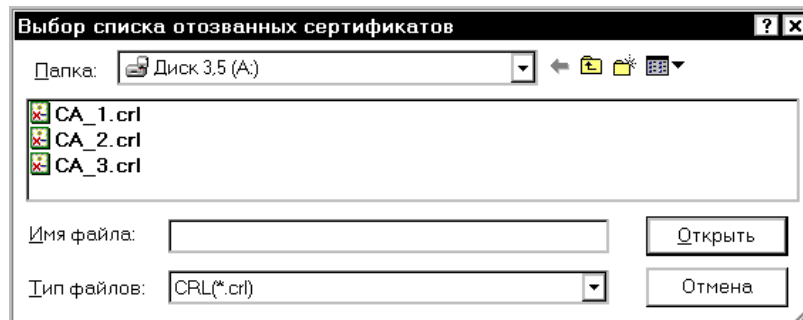 Выбор списка отозванных сертификатов
Папка: Диск 3,5 (A:)
CA_1.crl
CA_2.crl
CA_3.crl
Имя файла: Открыть
Тип файлов: CRL(*.crl) Отмена